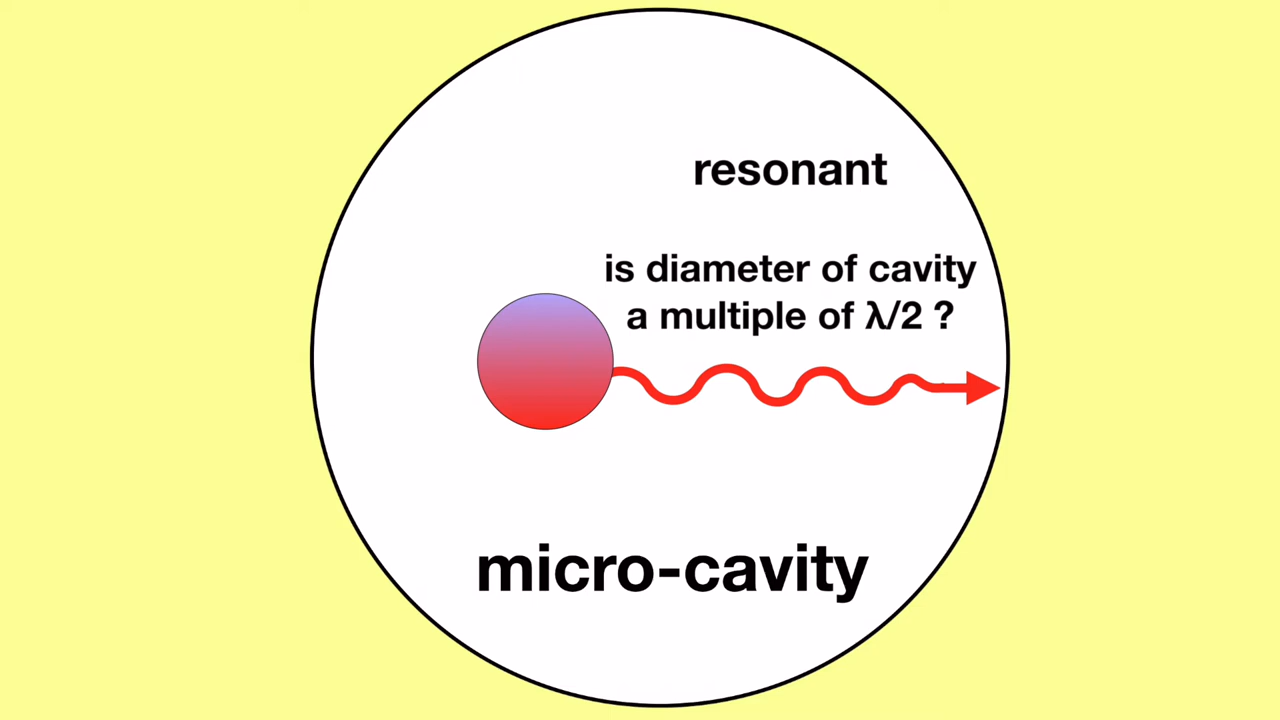 resonant
is diameter of cavity
a multiple of λ/2 ?
micro-cavity